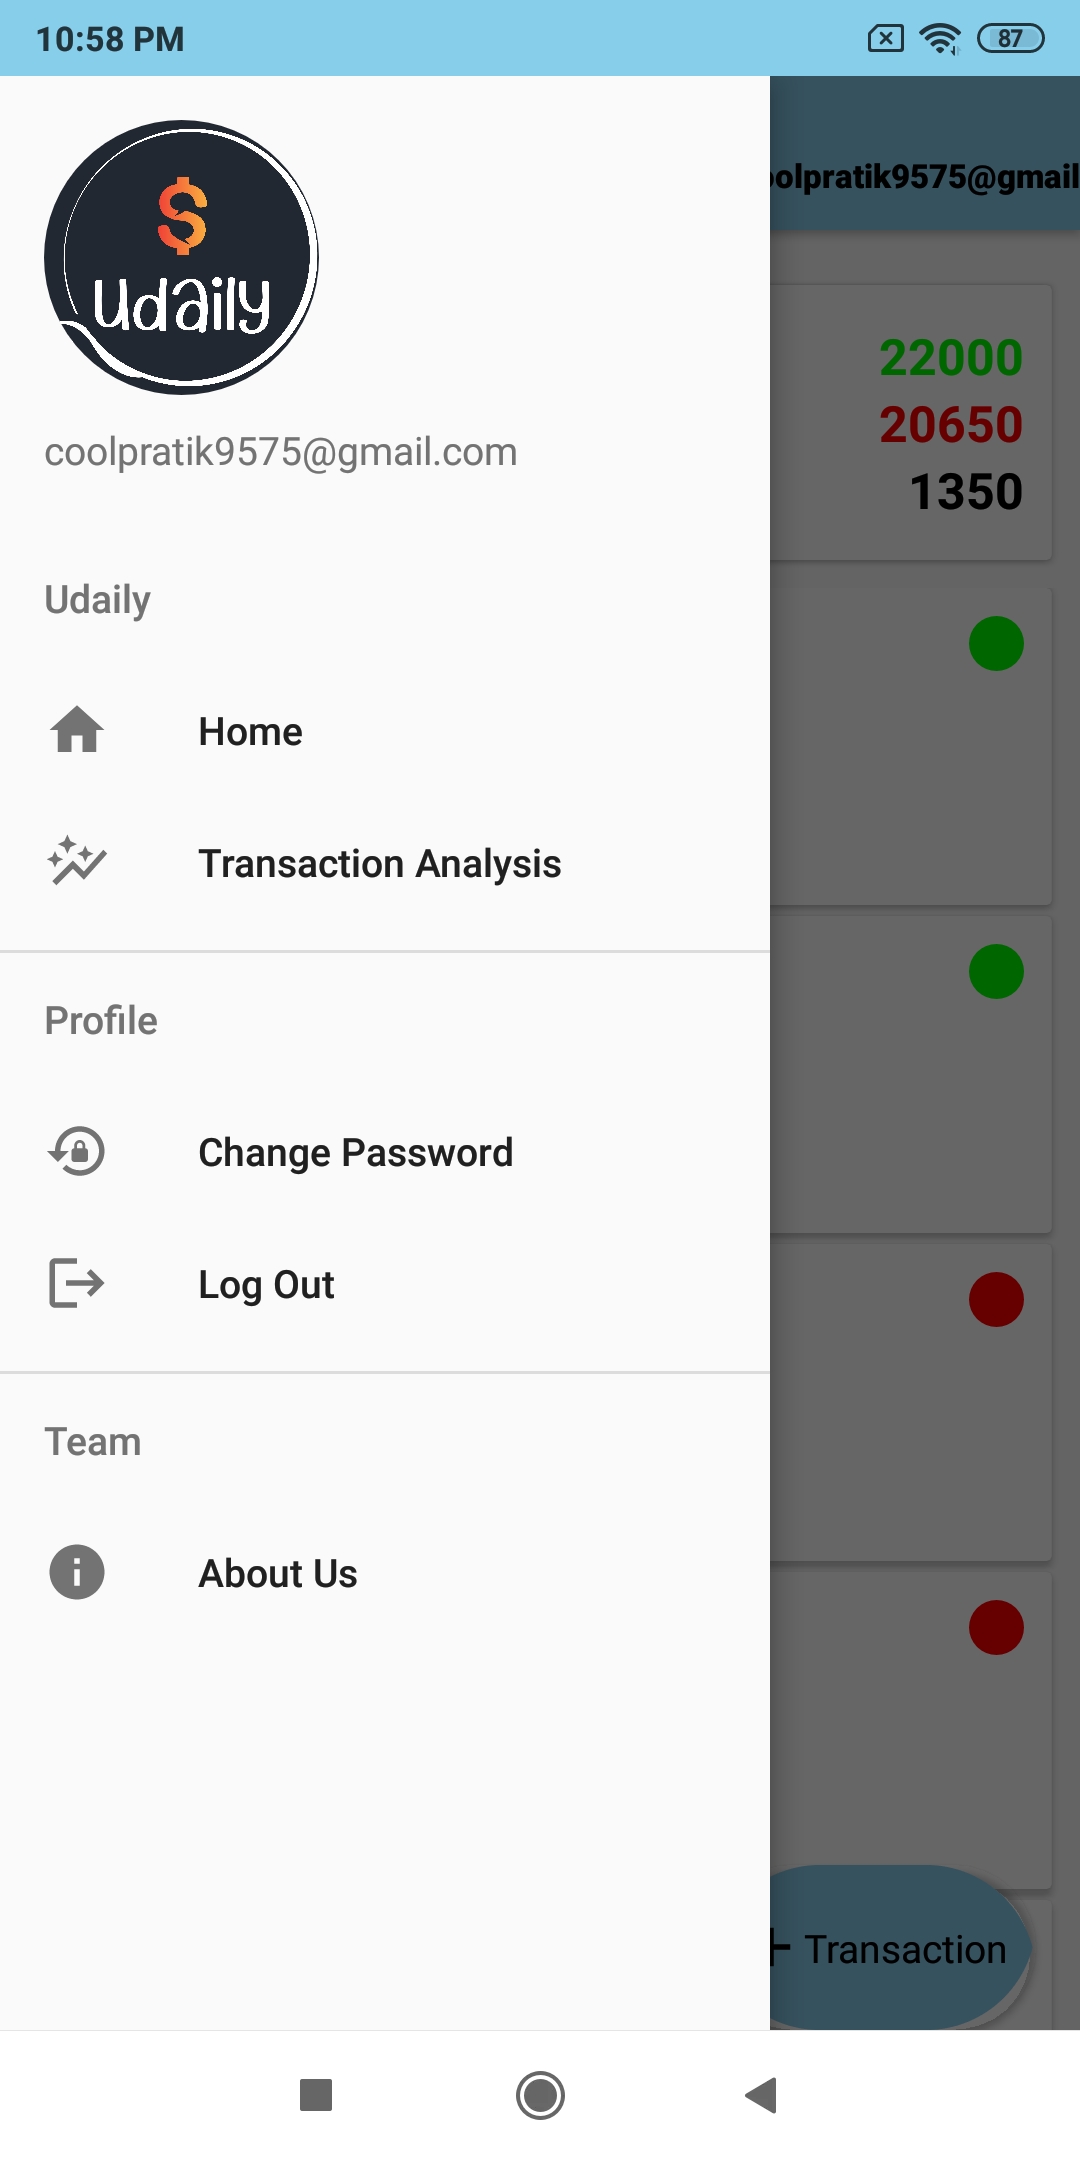 10:58 PM
87
$
udaily
coolpratik9575@gmail.com
oolpratik9575@gmail
22000
20650
1350
Udaily
Home
Transaction Analysis
Profile
Change Password
Log Out
Team
About Us
+ Transaction